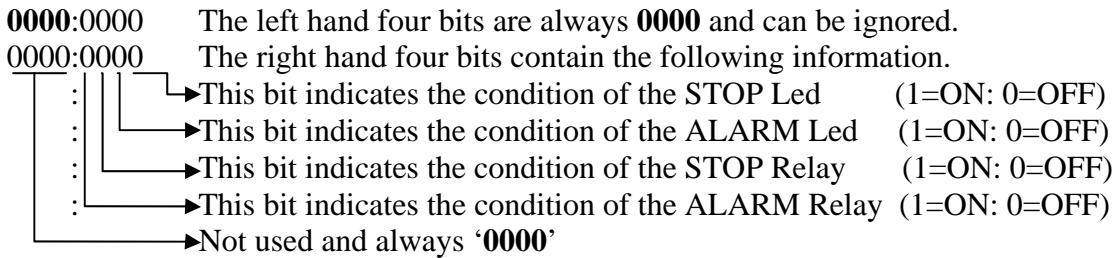 0000:0000 The left hand four bits are always 0000 and can be ignored.
0000:0000 The right hand four bits contain the following information.
: This bit indicates the condition of the STOP Led (1=ON: 0=OFF)
: This bit indicates the condition of the ALARM Led (1=ON: 0=OFF)
: This bit indicates the condition of the STOP Relay (1=ON: 0=OFF)
: This bit indicates the condition of the ALARM Relay (1=ON: 0=OFF)
Not used and always ‘0000’